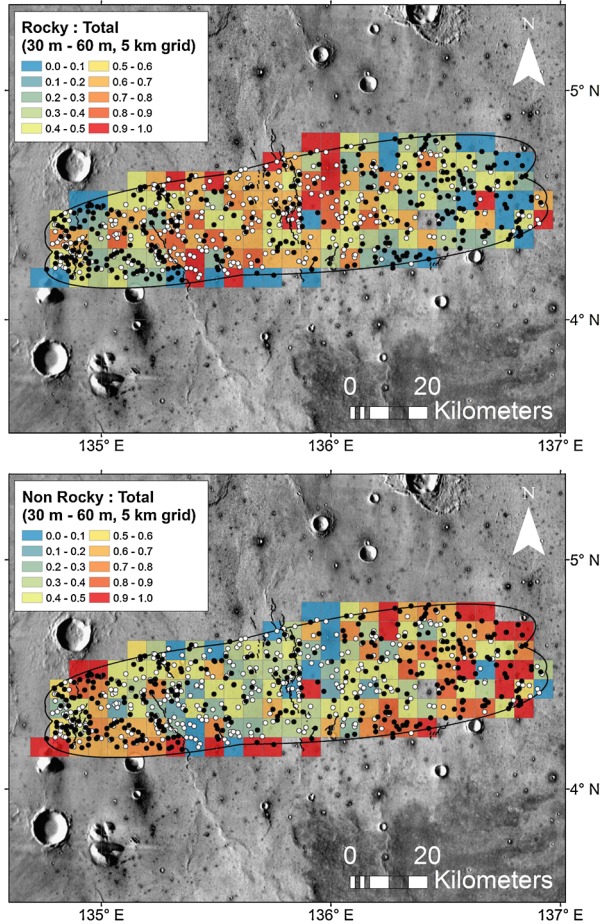 Rocky : Total
(30 m - 60 m, 5 km grid)
0.0 - 0.1 0.5 - 0.6
0.1 - 0.2 0.6 - 0.7
0.2 - 0.3 0.7 - 0.8
0.3 - 0.4 0.8 - 0.9
0.4 - 0.5 0.9 - 1.0
N
5° N
4° N
0 20
Kilometers
135° E 136° E 137° E
Non Rocky : Total
(30 m - 60 m, 5 km grid)
0.0 - 0.1 0.5 - 0.6
0.1 - 0.2 0.6 - 0.7
0.2 - 0.3 0.7 - 0.8
0.3 - 0.4 0.8 - 0.9
0.4 - 0.5 0.9 - 1.0
N
5° N
4° N
0 20
Kilometers
135° E 136° E 137° E